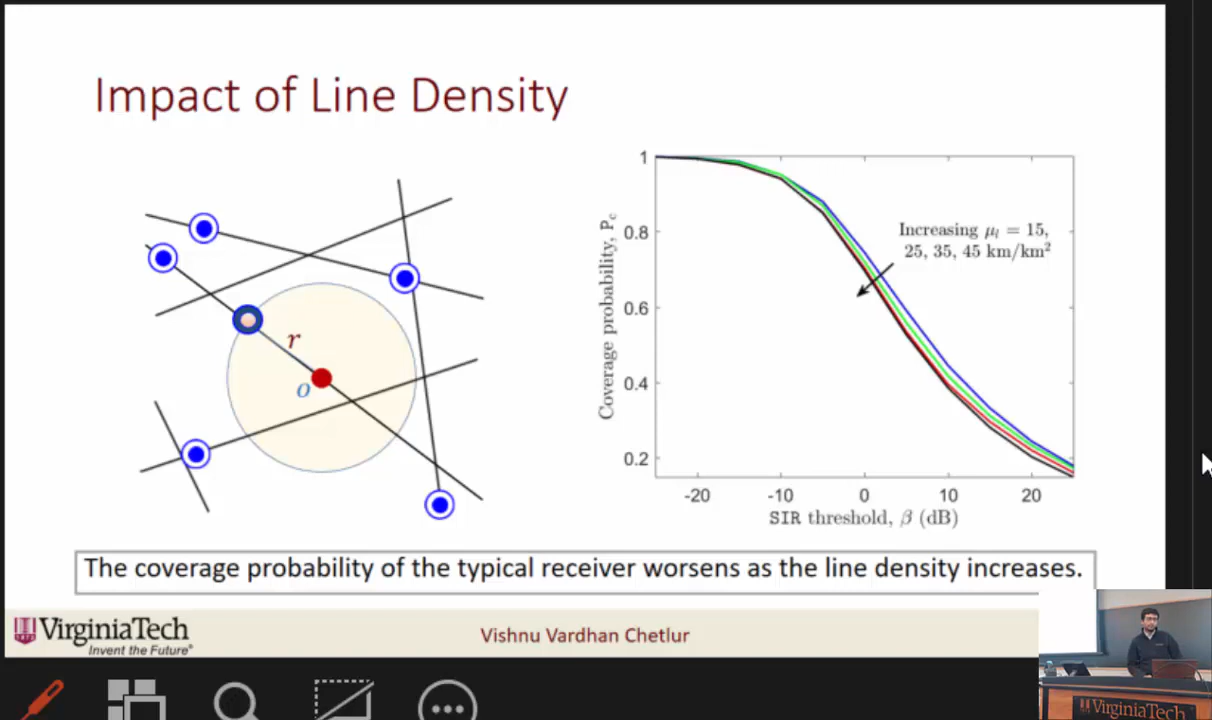 Impact of Line Density
r
o
1
0.8
0.6
0.4
0.2
Coverage probability, P_c
Increasing μ_l = 15,
25, 35, 45 km/km²
-20 -10 0 10 20
SIR threshold, β (dB)
The coverage probability of the typical receiver worsens as the line density increases.
VirginiaTech
Invent the Future®
Vishnu Vardhan Chetlur
VirginiaTech